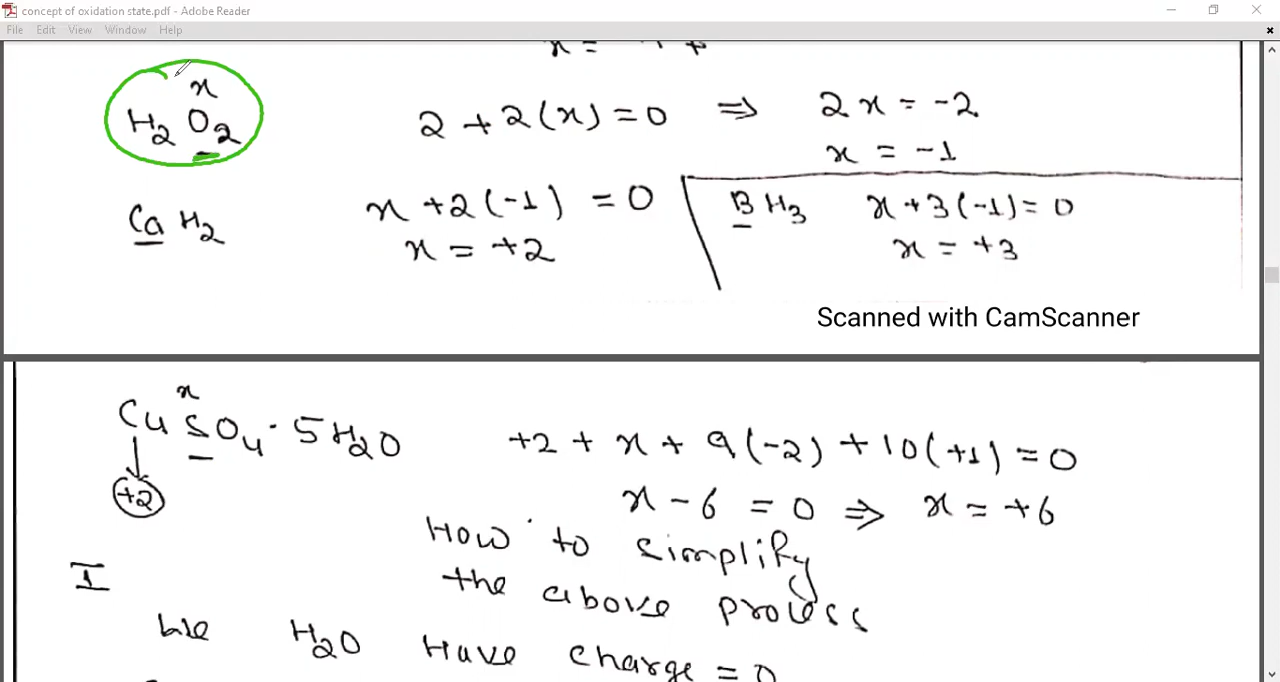 concept of oxidation state.pdf - Adobe Reader
File Edit View Window Help
x
H2O2 2 + 2(x) = 0 ⇒ 2x = -2
x = -1
CaH2 x + 2(-1) = 0
x = +2
BH3 x + 3(-1) = 0
x = +3
Scanned with CamScanner
x
CuSO4·5H2O +2 + x + 9(-2) + 10(+1) = 0
+2 x - 6 = 0 ⇒ x = +6
How to simplify
the above process
I
H2O Have charge = 0